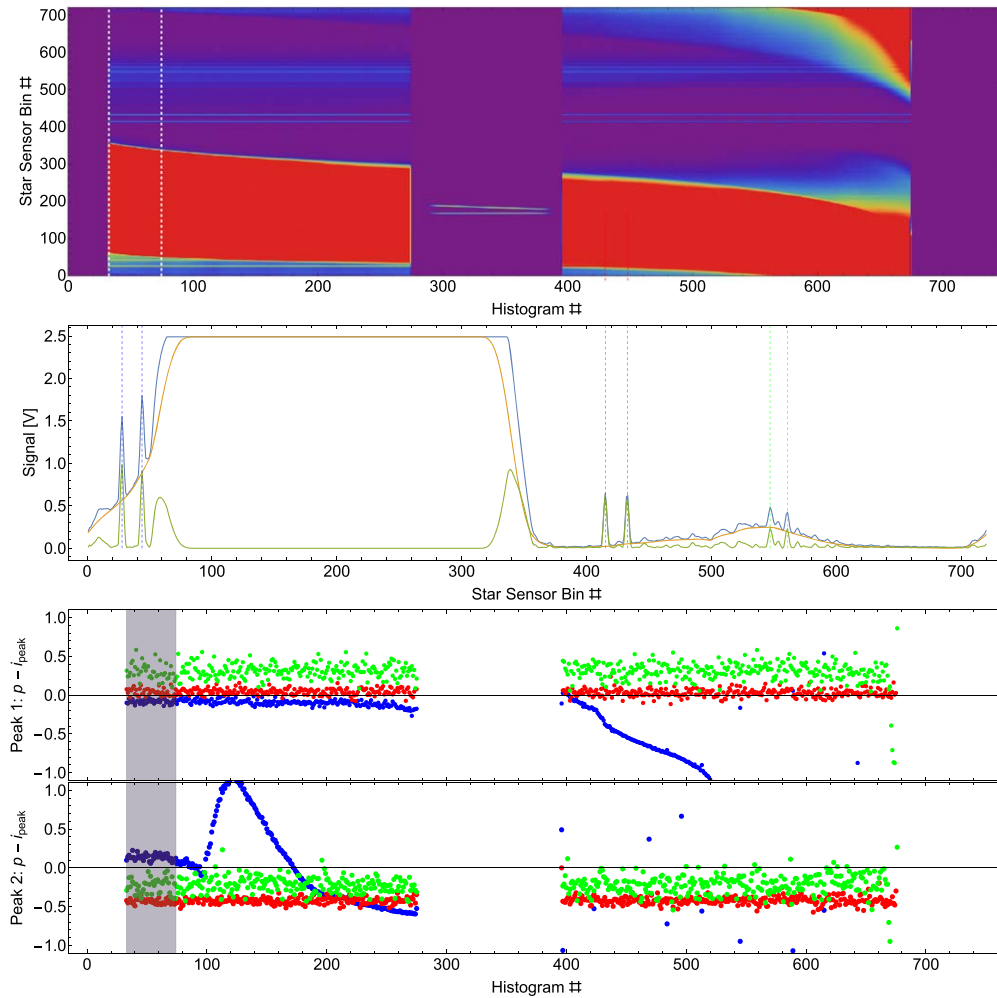 700
600
500
400
300
200
100
0
Star Sensor Bin #
0 100 200 300 400 500 600 700
Histogram #
2.5
2.0
1.5
1.0
0.5
0.0
Signal [V]
0 100 200 300 400 500 600 700
Star Sensor Bin #
1.0
0.5
0.0
−0.5
−1.0
Peak 1: p − i_peak
1.0
0.5
0.0
−0.5
−1.0
Peak 2: p − i_peak
0 100 200 300 400 500 600 700
Histogram #